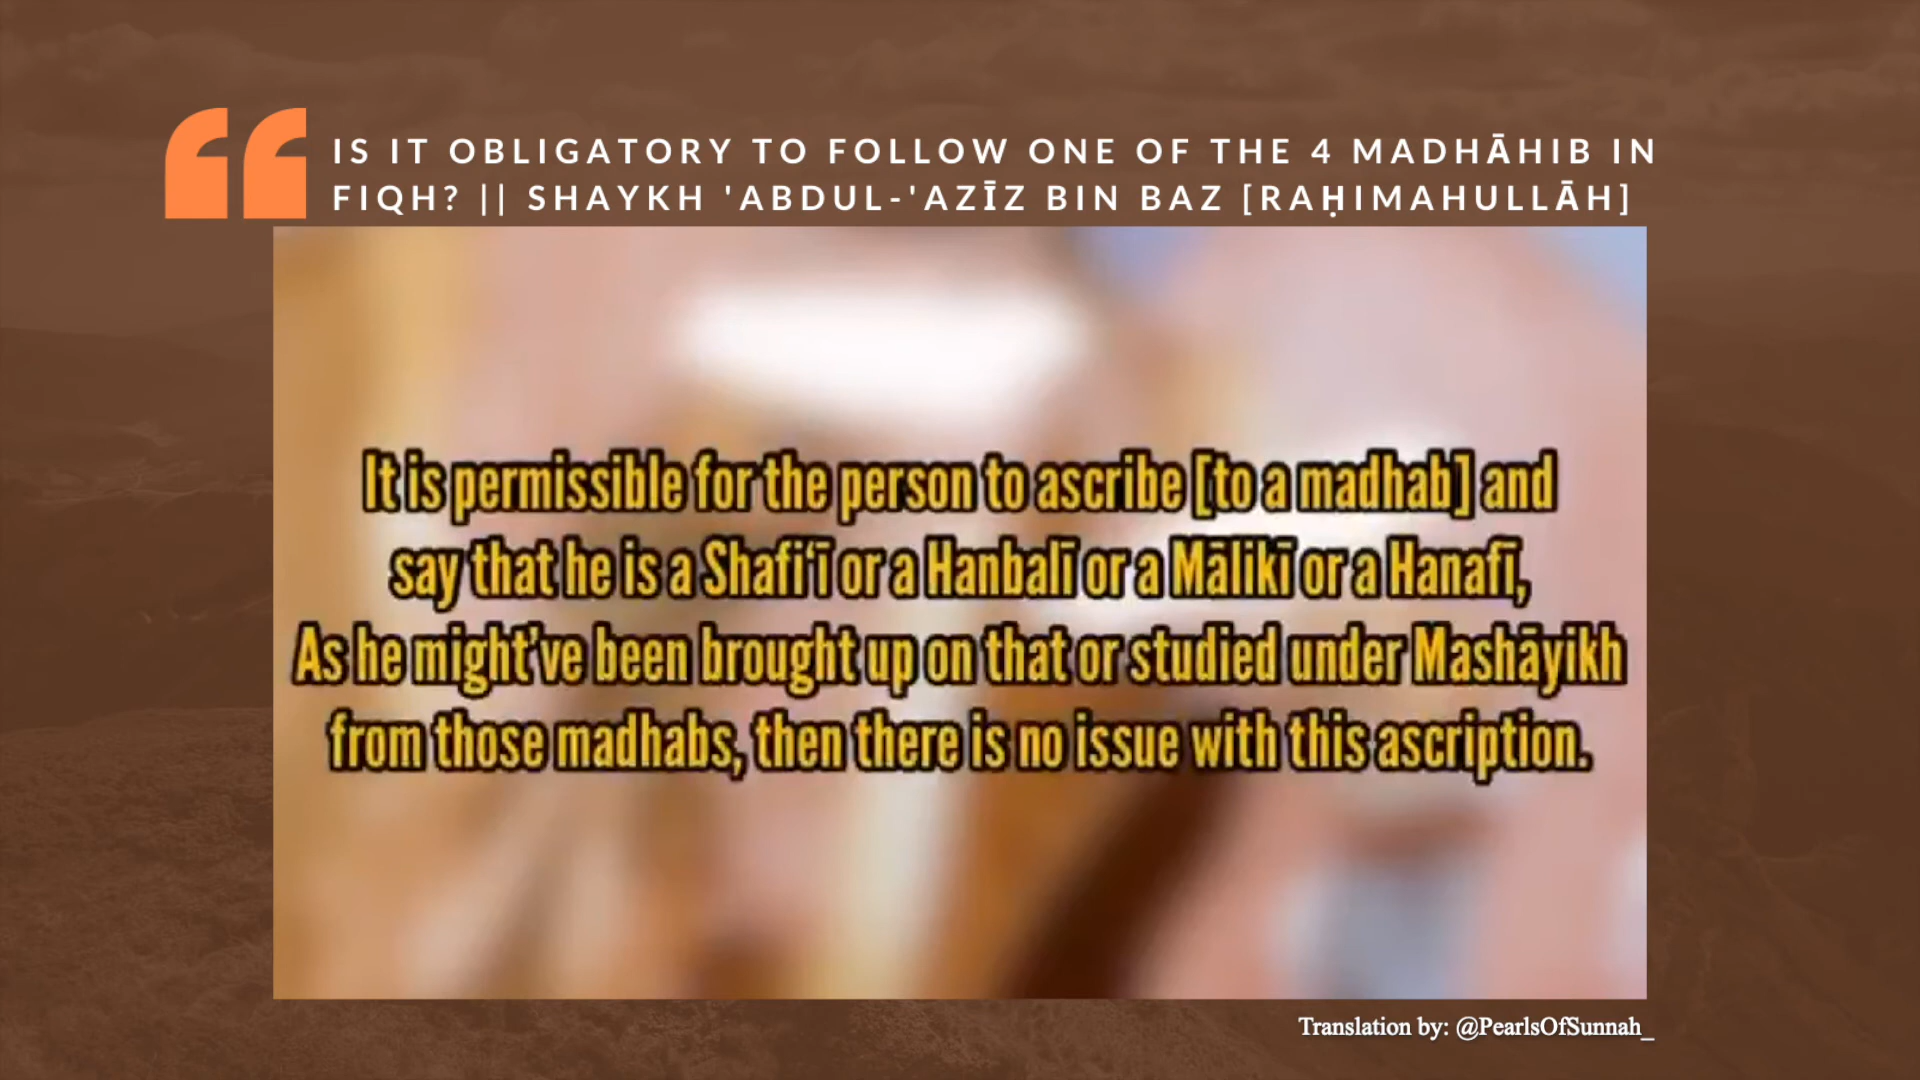 IS IT OBLIGATORY TO FOLLOW ONE OF THE 4 MADHĀHIB IN
FIQH? || SHAYKH 'ABDUL-'AZĪZ BIN BAZ [RAḤIMAHULLĀH]
It is permissible for the person to ascribe [to a madhab] and
say that he is a Shafi‘ī or a Hanbalī or a Mālikī or a Hanafī,
As he might’ve been brought up on that or studied under Mashāyikh
from those madhabs, then there is no issue with this ascription.
Translation by: @PearlsOfSunnah_